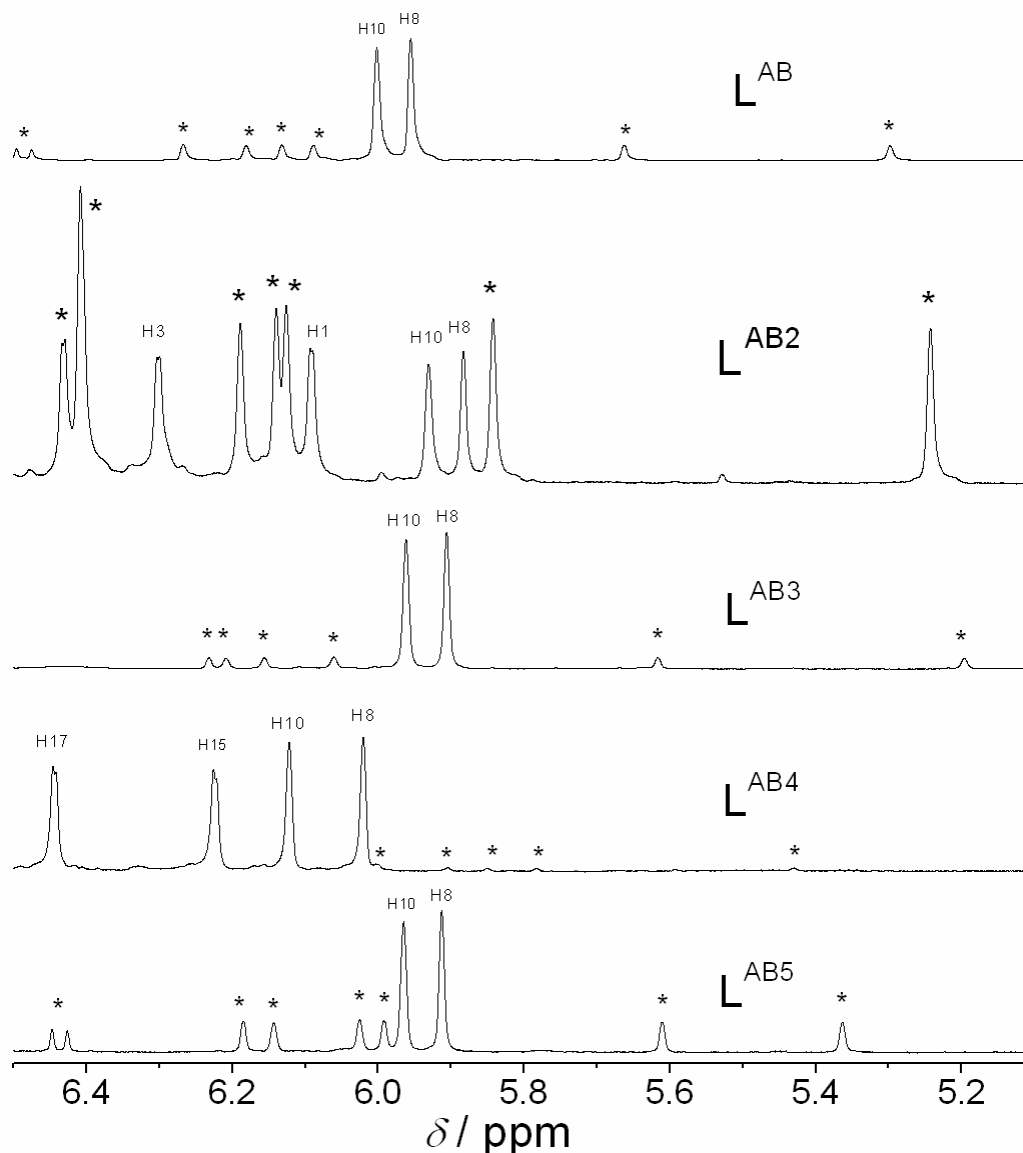 H10 H8
L^AB
* * * * * * *
* *
H3 * * * H1 H10 H8 * *
L^AB2
H10 H8
L^AB3
* * * * * *
H17 H15 H10 H8
L^AB4
* * * * *
H10 H8
L^AB5
* * * * * * *
6.4 6.2 6.0 5.8 5.6 5.4 5.2
δ / ppm